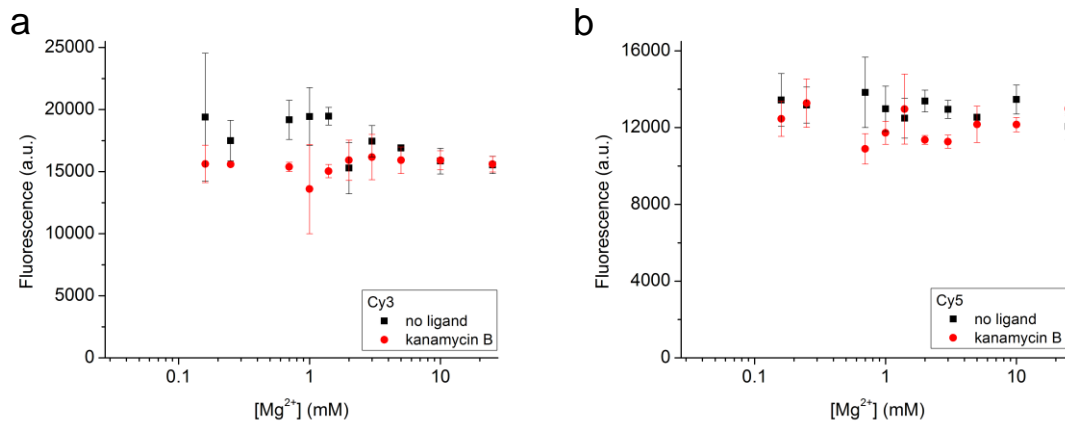 a
25000
20000
15000
10000
5000
0
Fluorescence (a.u.)
Cy3
no ligand
kanamycin B
0.1 1 10
[Mg²⁺] (mM)
b
16000
12000
8000
4000
0
Fluorescence (a.u.)
Cy5
no ligand
kanamycin B
0.1 1 10
[Mg²⁺] (mM)